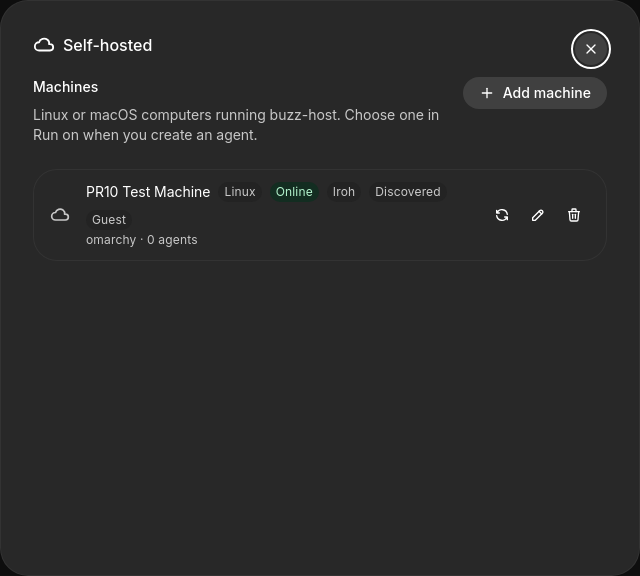 Self-hosted
Machines
Add machine
Linux or macOS computers running buzz-host. Choose one in
Run on when you create an agent.
PR10 Test Machine Linux Online Iroh Discovered
Guest
omarchy · 0 agents